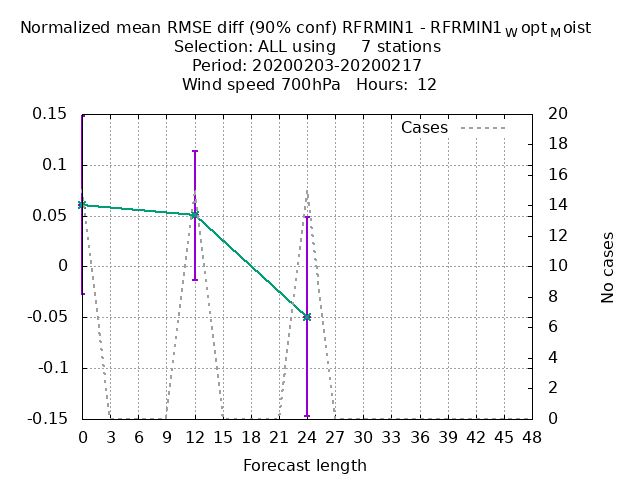 Normalized mean RMSE diff (90% conf) RFRMIN1 - RFRMIN1WoptMoist
Selection: ALL using 7 stations
Period: 20200203-20200217
Wind speed 700hPa Hours: 12
Cases
0.15
0.1
0.05
0
-0.05
-0.1
-0.15
20
18
16
14
12
10
8
6
4
2
0
No cases
0 3 6 9 12 15 18 21 24 27 30 33 36 39 42 45 48
Forecast length